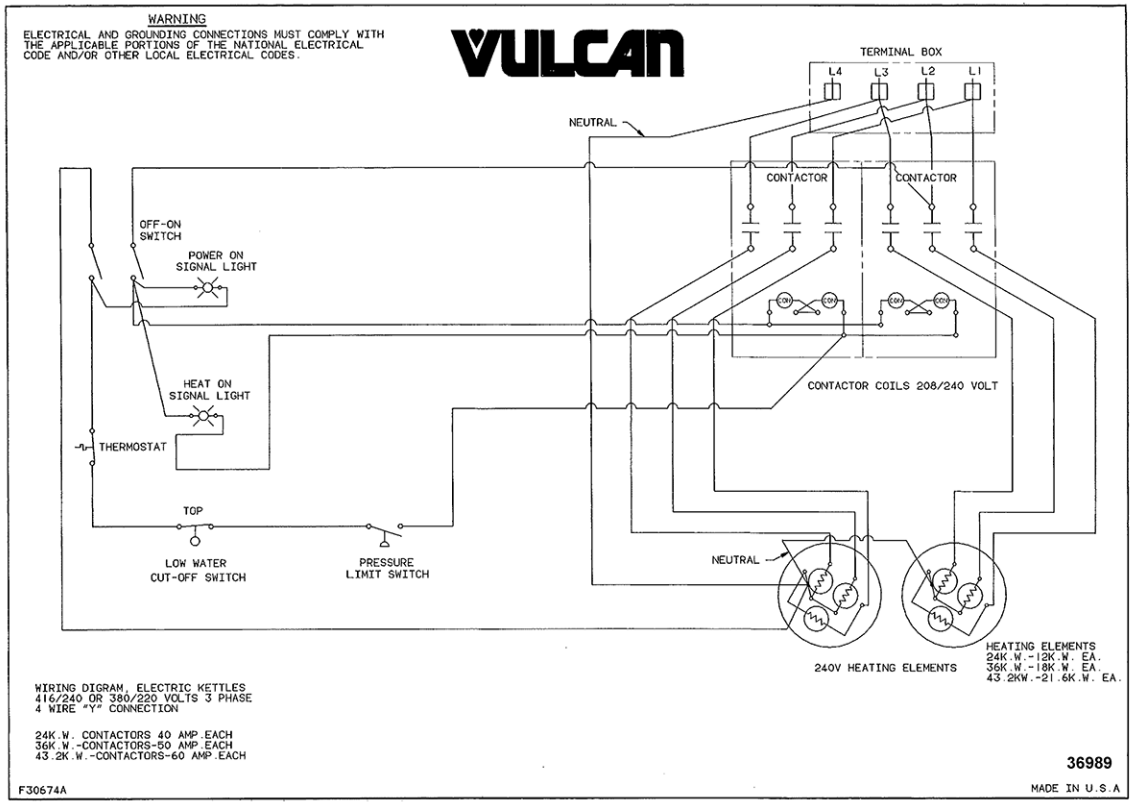 WARNING
ELECTRICAL AND GROUNDING CONNECTIONS MUST COMPLY WITH
THE APPLICABLE PORTIONS OF THE NATIONAL ELECTRICAL
CODE AND/OR OTHER LOCAL ELECTRICAL CODES.
VULCAN
TERMINAL BOX
L4 L3 L2 L1
NEUTRAL
CONTACTOR CONTACTOR
OFF-ON
SWITCH
POWER ON
SIGNAL LIGHT
CON CON CON CON
HEAT ON
SIGNAL LIGHT
CONTACTOR COILS 208/240 VOLT
THERMOSTAT
TOP
LOW WATER
CUT-OFF SWITCH
PRESSURE
LIMIT SWITCH
NEUTRAL
240V HEATING ELEMENTS
HEATING ELEMENTS
24K.W.-12K.W. EA.
36K.W.-18K.W. EA.
43.2KW.-21.6K.W. EA.
WIRING DIGRAM, ELECTRIC KETTLES
416/240 OR 380/220 VOLTS 3 PHASE
4 WIRE "Y" CONNECTION
24K.W. CONTACTORS 40 AMP.EACH
36K.W.-CONTACTORS-50 AMP.EACH
43.2K.W.-CONTACTORS-60 AMP.EACH
36989
F30674A
MADE IN U.S.A